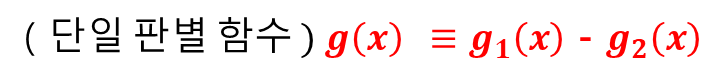 ( 단일 판별 함수 ) g(x) ≡ g₁(x) - g₂(x)